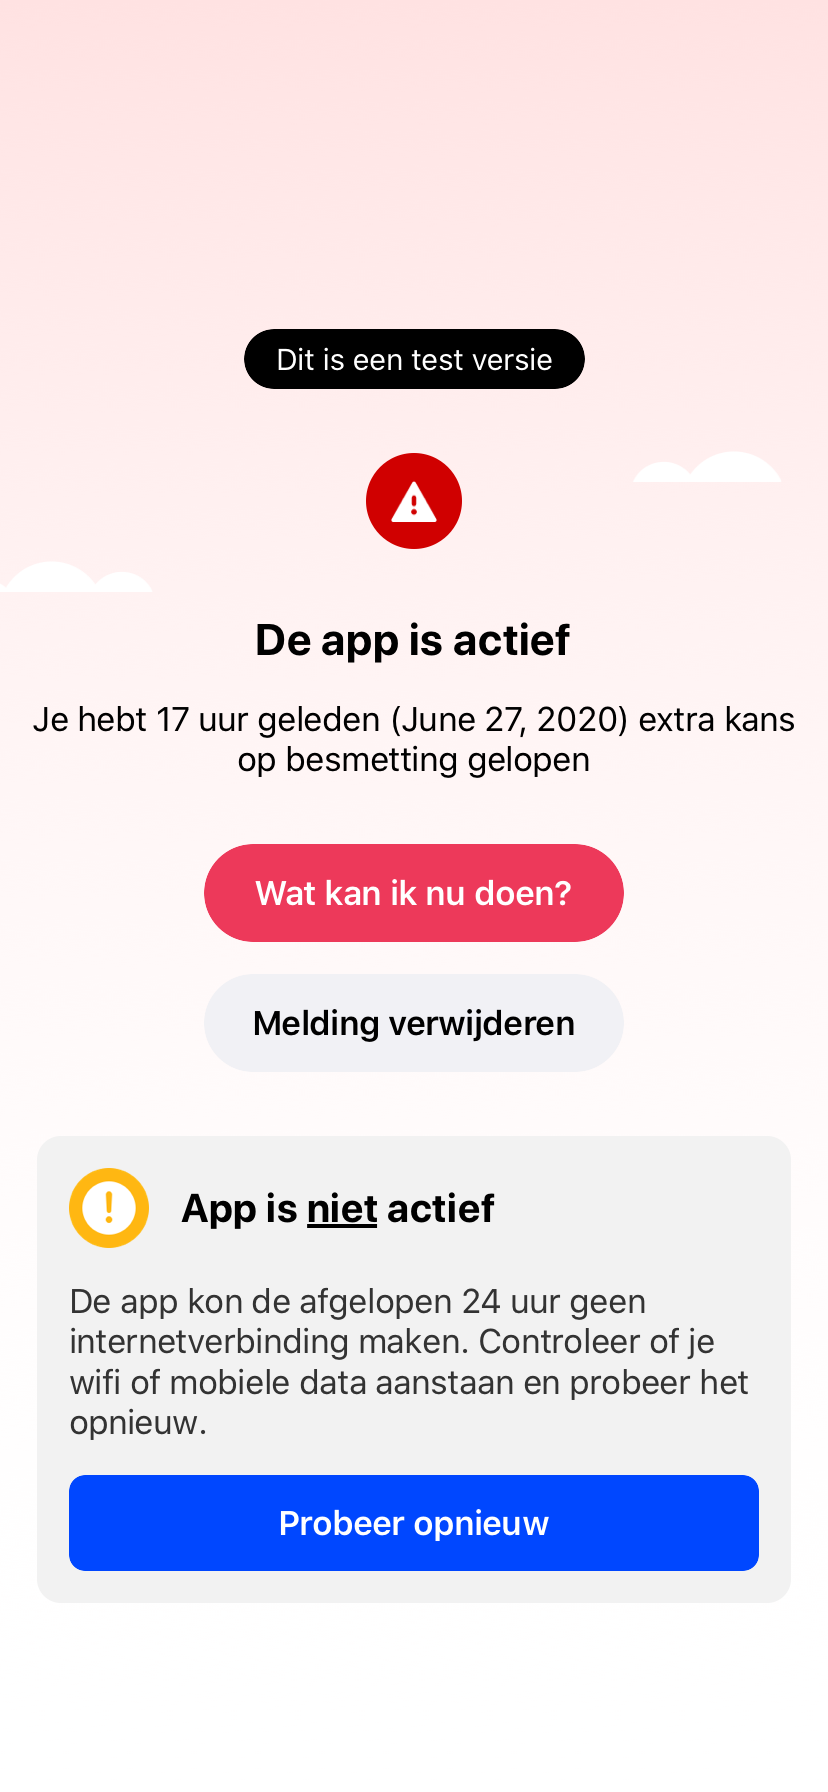 Dit is een test versie
De app is actief
Je hebt 17 uur geleden (June 27, 2020) extra kans
op besmetting gelopen
Wat kan ik nu doen?
Melding verwijderen
App is niet actief
De app kon de afgelopen 24 uur geen
internetverbinding maken. Controleer of je
wifi of mobiele data aanstaan en probeer het
opnieuw.
Probeer opnieuw